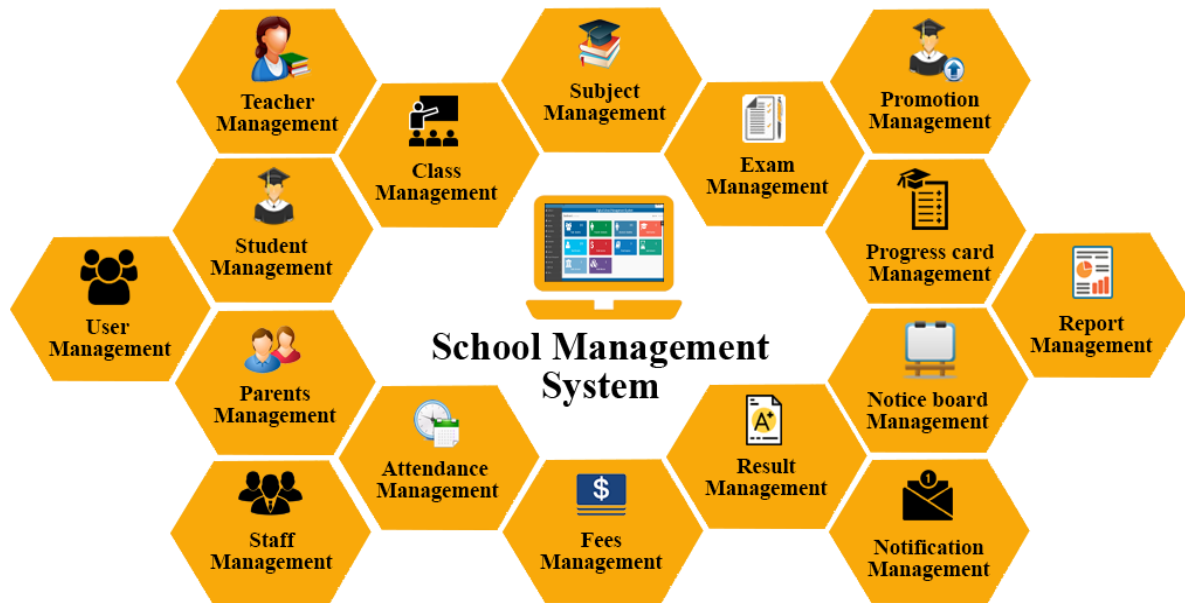 Teacher
Management
Subject
Management
Promotion
Management
Class
Management
Exam
Management
Student
Management
Progress card
Management
User
Management
Report
Management
School Management
System
Parents
Management
Notice board
Management
Attendance
Management
Result
Management
Staff
Management
$
Fees
Management
A+
1
Notification
Management